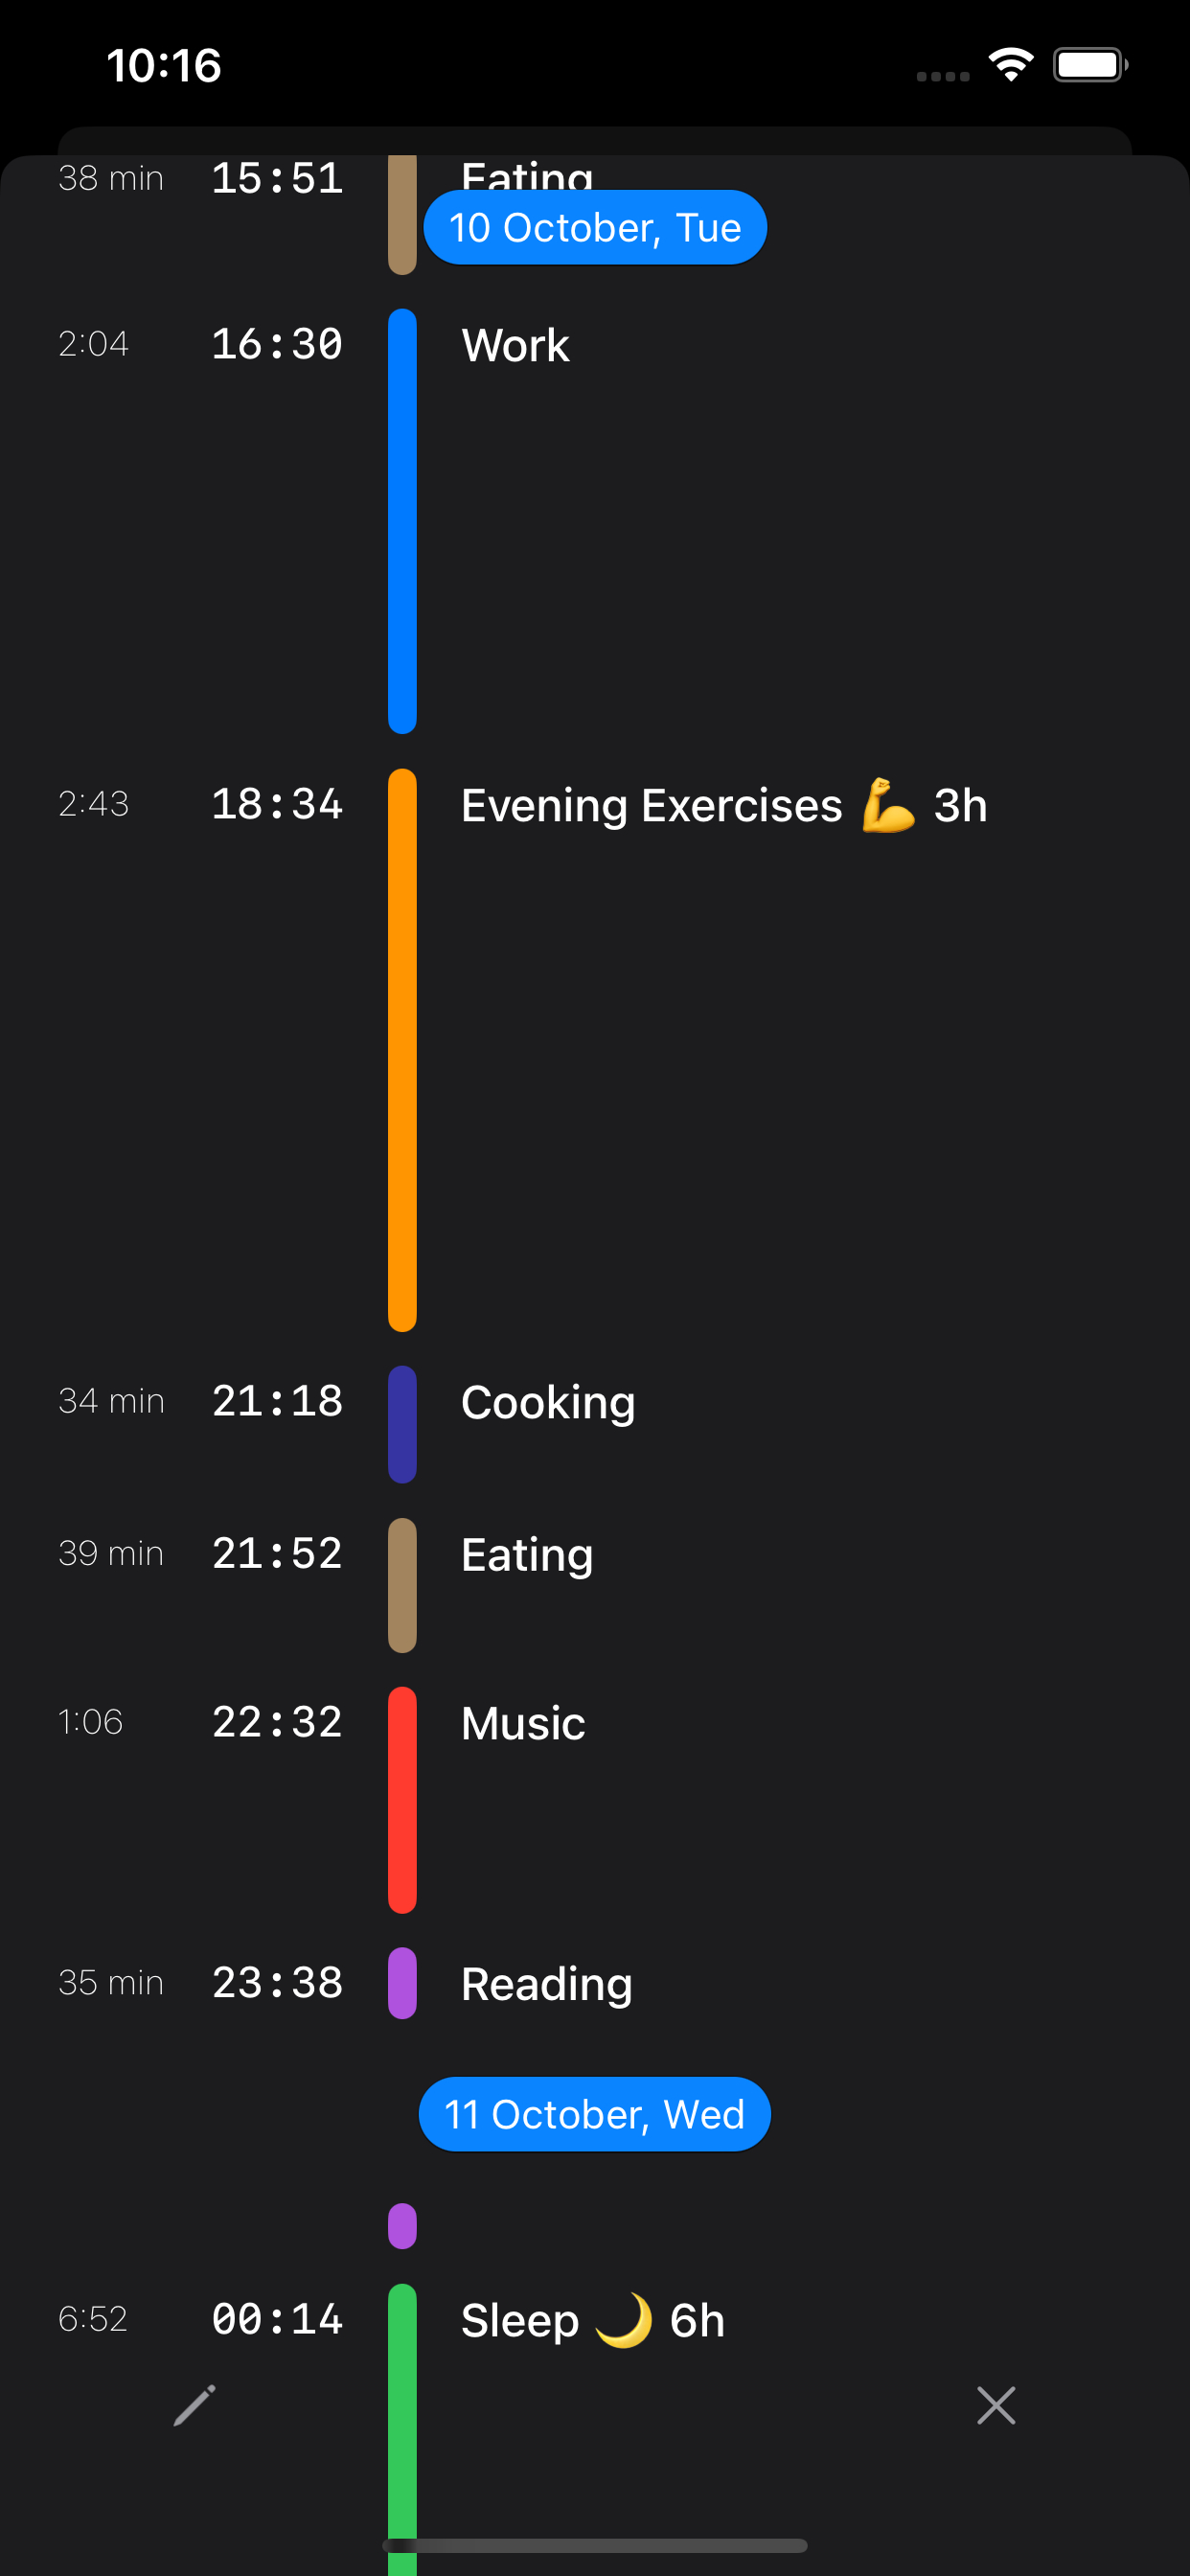 10:16
38 min 15:51 Eating
10 October, Tue
2:04 16:30 Work
2:43 18:34 Evening Exercises 💪 3h
34 min 21:18 Cooking
39 min 21:52 Eating
1:06 22:32 Music
35 min 23:38 Reading
11 October, Wed
6:52 00:14 Sleep 🌙 6h